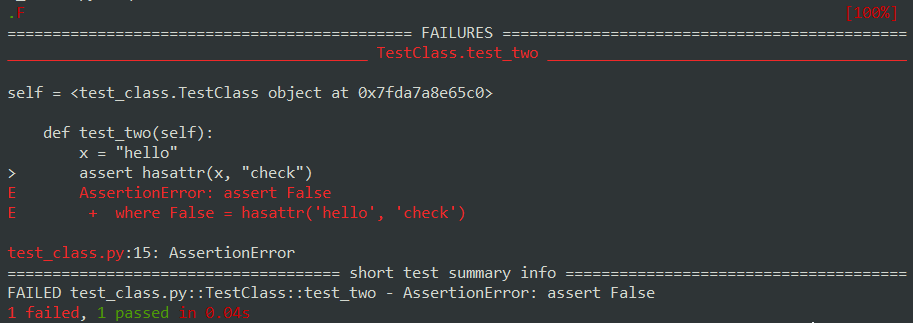 .F [100%]
============================================= FAILURES =============================================
________________________________________ TestClass.test_two ________________________________________
self = <test_class.TestClass object at 0x7fda7a8e65c0>
    def test_two(self):
        x = "hello"
>       assert hasattr(x, "check")
E       AssertionError: assert False
E        +  where False = hasattr('hello', 'check')
test_class.py:15: AssertionError
===================================== short test summary info ======================================
FAILED test_class.py::TestClass::test_two - AssertionError: assert False
1 failed, 1 passed in 0.04s